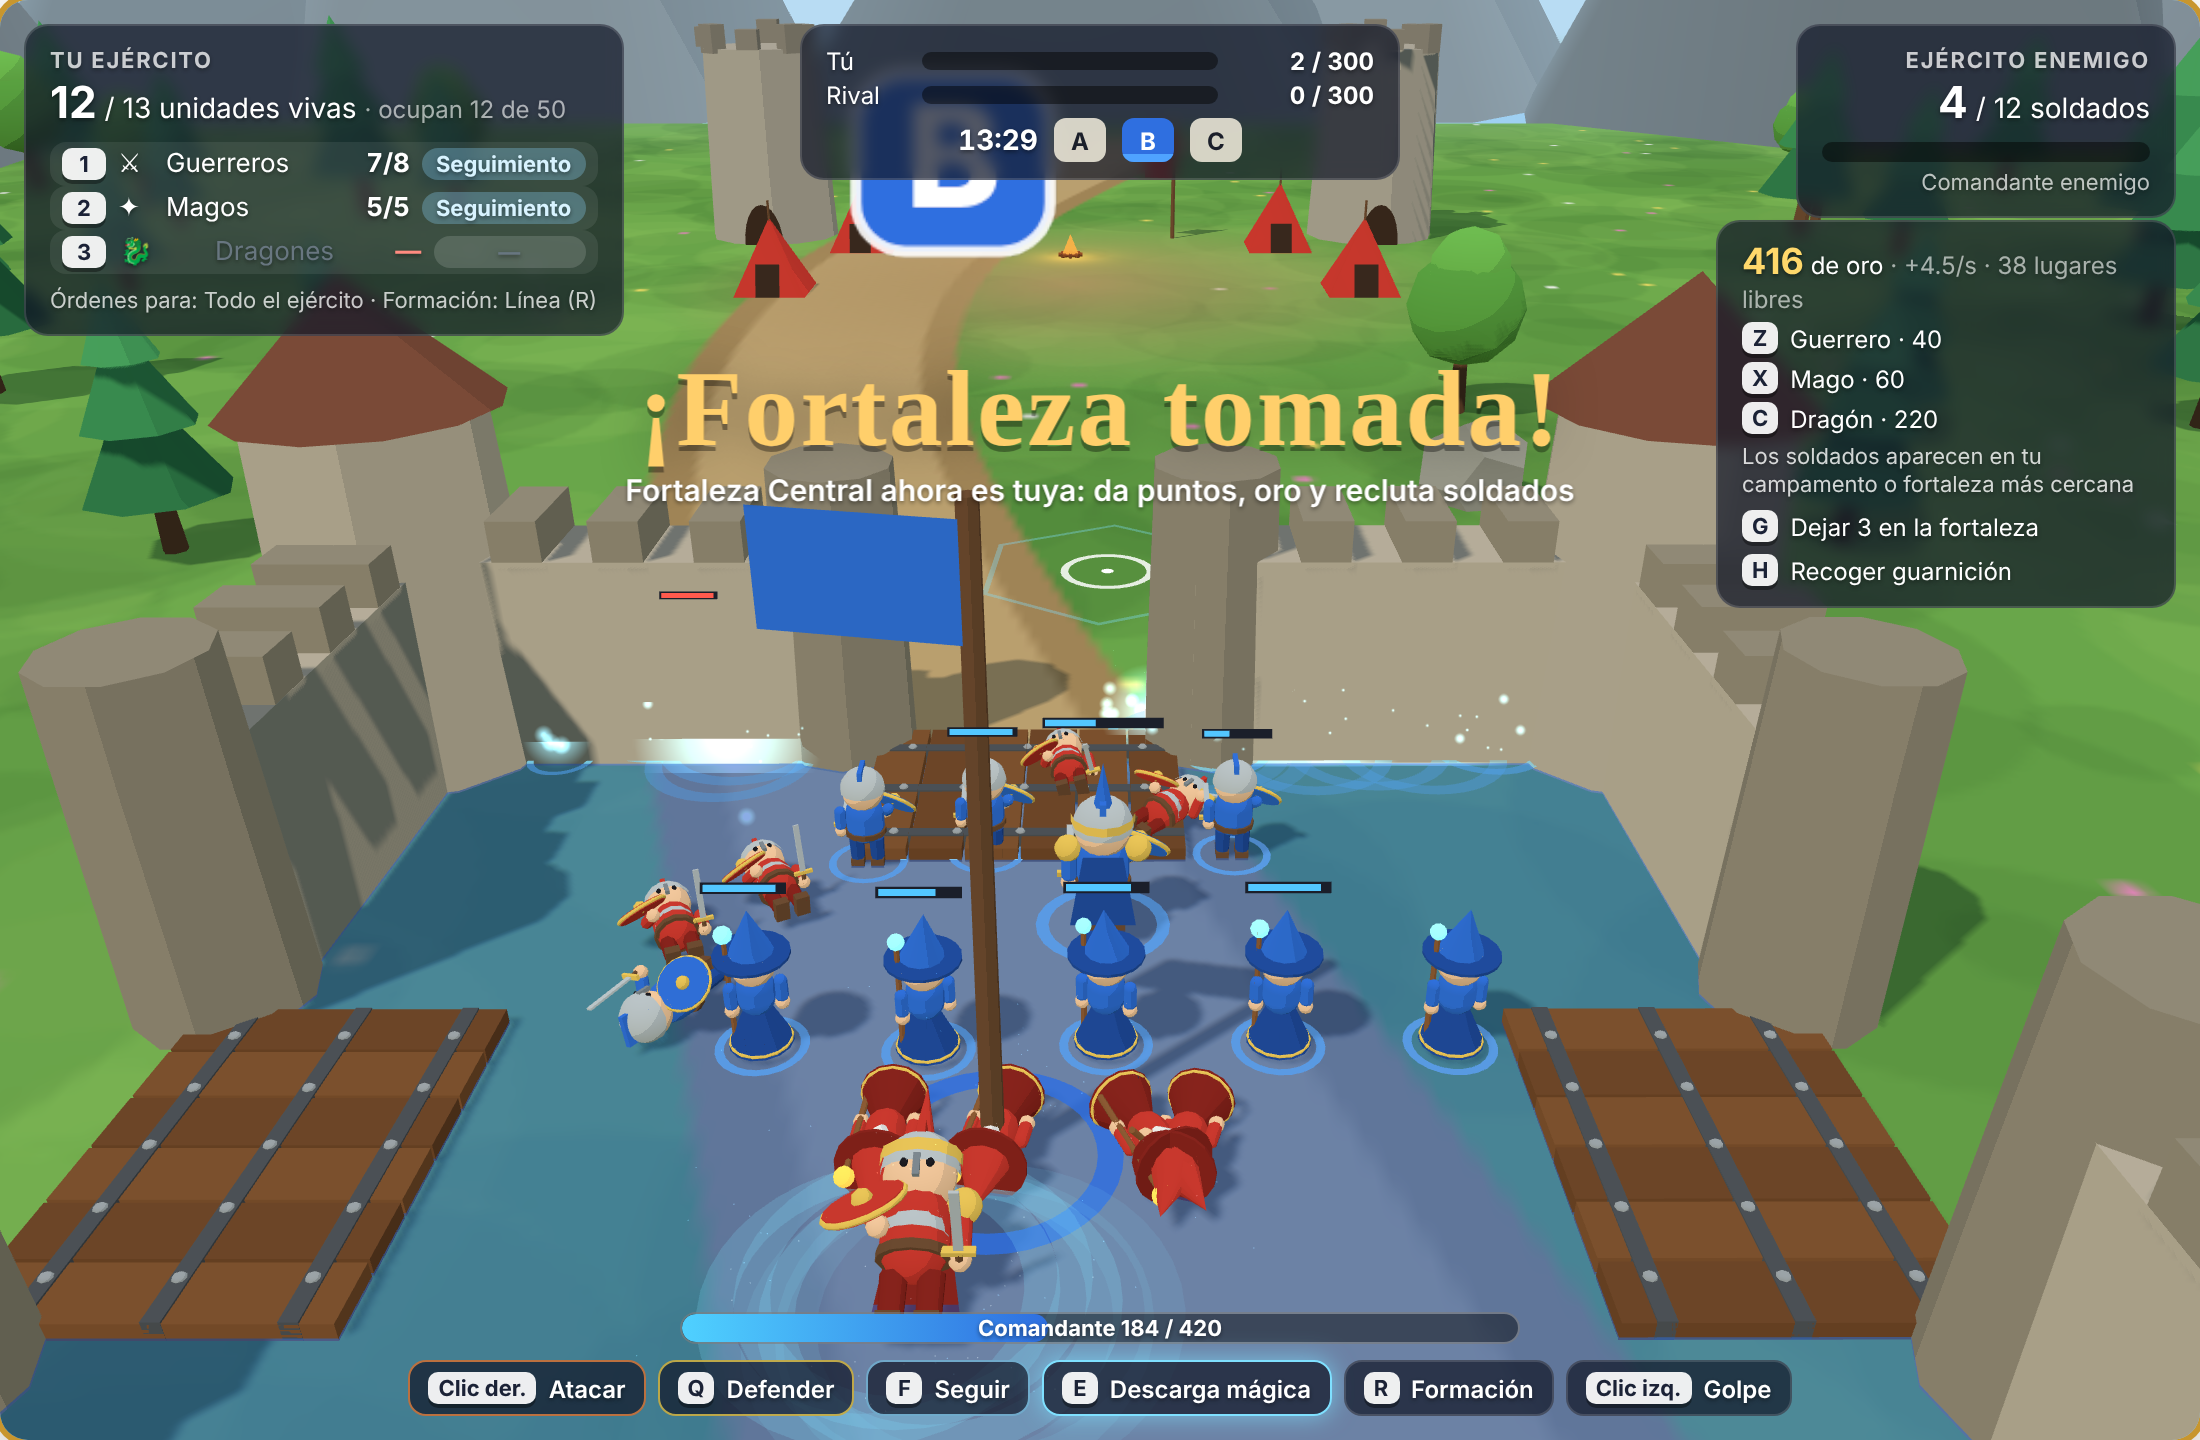 TU EJÉRCITO
12 / 13 unidades vivas · ocupan 12 de 50
1 Guerreros 7/8 Seguimiento
2 Magos 5/5 Seguimiento
3 Dragones — —
Órdenes para: Todo el ejército · Formación: Línea (R)
Tú 2 / 300
Rival 0 / 300
13:29 A B C
B
EJÉRCITO ENEMIGO
4 / 12 soldados
Comandante enemigo
416 de oro · +4.5/s · 38 lugares
libres
Z Guerrero · 40
X Mago · 60
C Dragón · 220
Los soldados aparecen en tu
campamento o fortaleza más cercana
G Dejar 3 en la fortaleza
H Recoger guarnición
¡Fortaleza tomada!
Fortaleza Central ahora es tuya: da puntos, oro y recluta soldados
Comandante 184 / 420
Clic der. Atacar Q Defender F Seguir E Descarga mágica R Formación Clic izq. Golpe